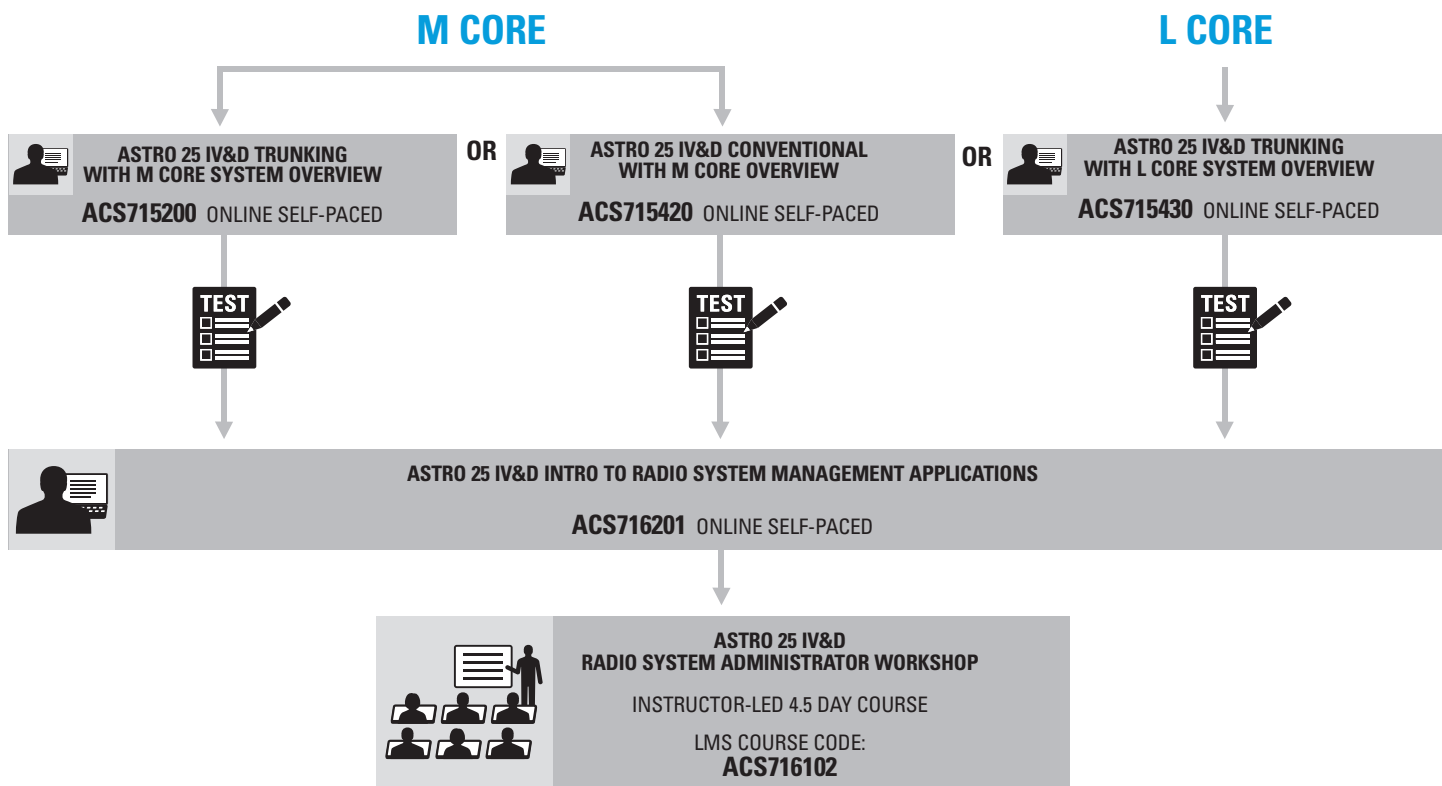 M CORE
L CORE
ASTRO 25 IV&D TRUNKING
WITH M CORE SYSTEM OVERVIEW
ACS715200 ONLINE SELF-PACED
OR
ASTRO 25 IV&D CONVENTIONAL
WITH M CORE OVERVIEW
ACS715420 ONLINE SELF-PACED
OR
ASTRO 25 IV&D TRUNKING
WITH L CORE SYSTEM OVERVIEW
ACS715430 ONLINE SELF-PACED
TEST
TEST
TEST
ASTRO 25 IV&D INTRO TO RADIO SYSTEM MANAGEMENT APPLICATIONS
ACS716201 ONLINE SELF-PACED
ASTRO 25 IV&D
RADIO SYSTEM ADMINISTRATOR WORKSHOP
INSTRUCTOR-LED 4.5 DAY COURSE
LMS COURSE CODE:
ACS716102